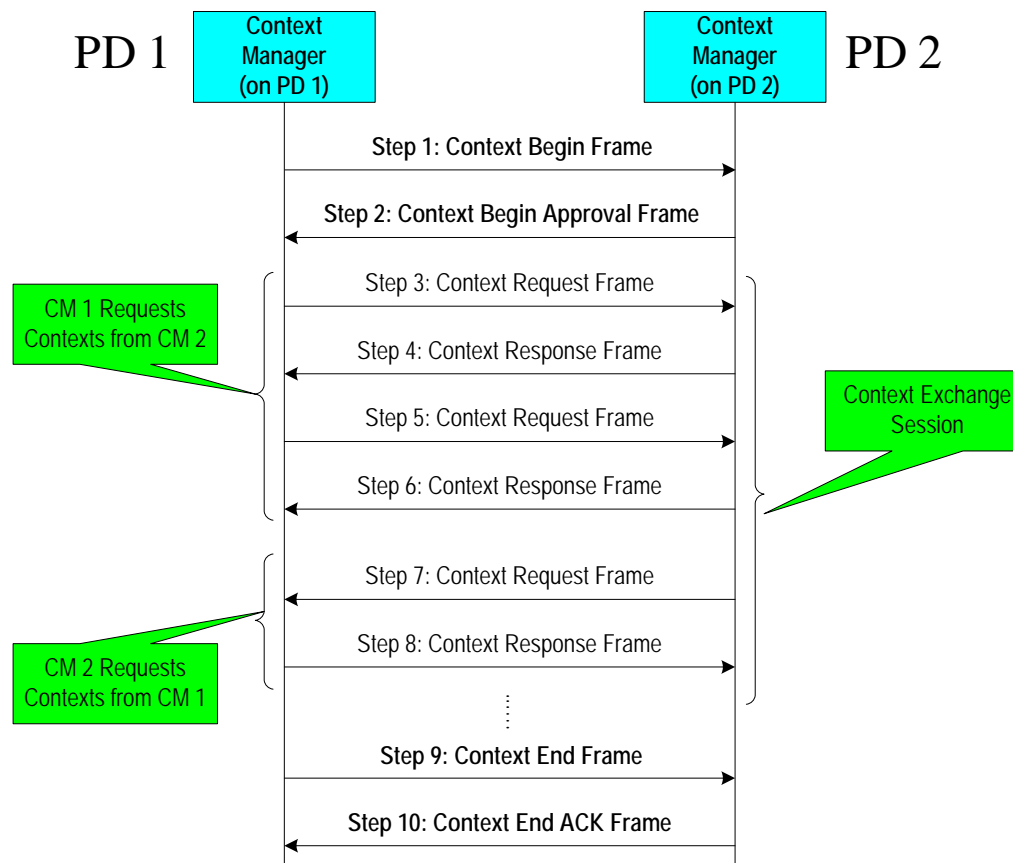 PD 1
Context
Manager
(on PD 1)
Context
Manager
(on PD 2)
PD 2
Step 1: Context Begin Frame
Step 2: Context Begin Approval Frame
Step 3: Context Request Frame
CM 1 Requests
Contexts from CM 2
Step 4: Context Response Frame
Context Exchange
Session
Step 5: Context Request Frame
Step 6: Context Response Frame
Step 7: Context Request Frame
Step 8: Context Response Frame
CM 2 Requests
Contexts from CM 1
Step 9: Context End Frame
Step 10: Context End ACK Frame